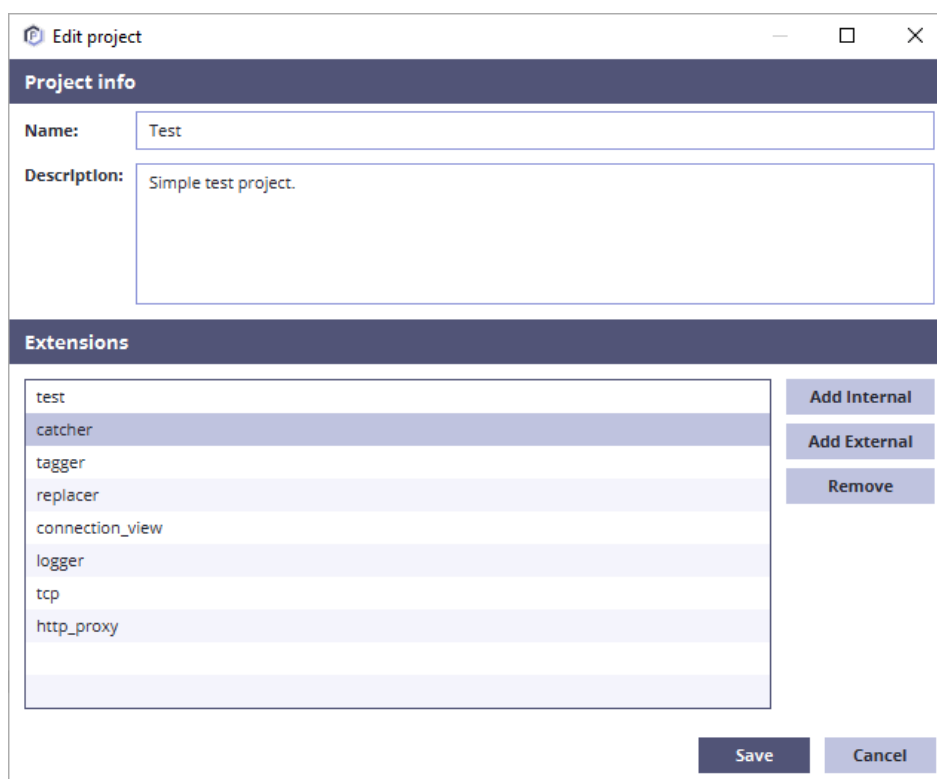 Edit project
Project info
Name:
Test
Description:
Simple test project.
Extensions
test
catcher
tagger
replacer
connection_view
logger
tcp
http_proxy
Add Internal
Add External
Remove
Save
Cancel